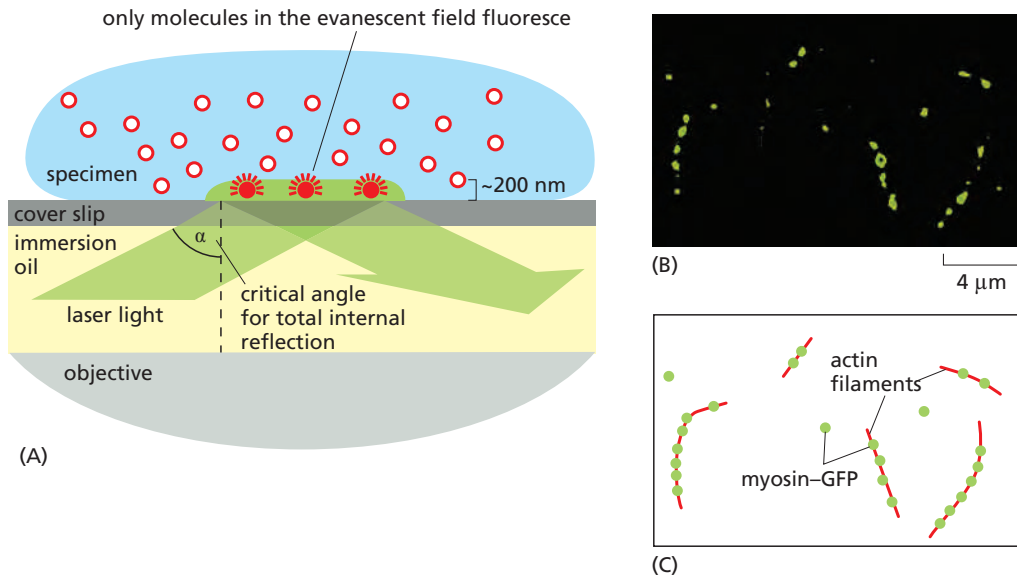 only molecules in the evanescent field fluoresce
specimen
~200 nm
cover slip
immersion
oil
α
laser light
critical angle
for total internal
reflection
objective
(A)
(B)
4 μm
actin
filaments
myosin–GFP
(C)